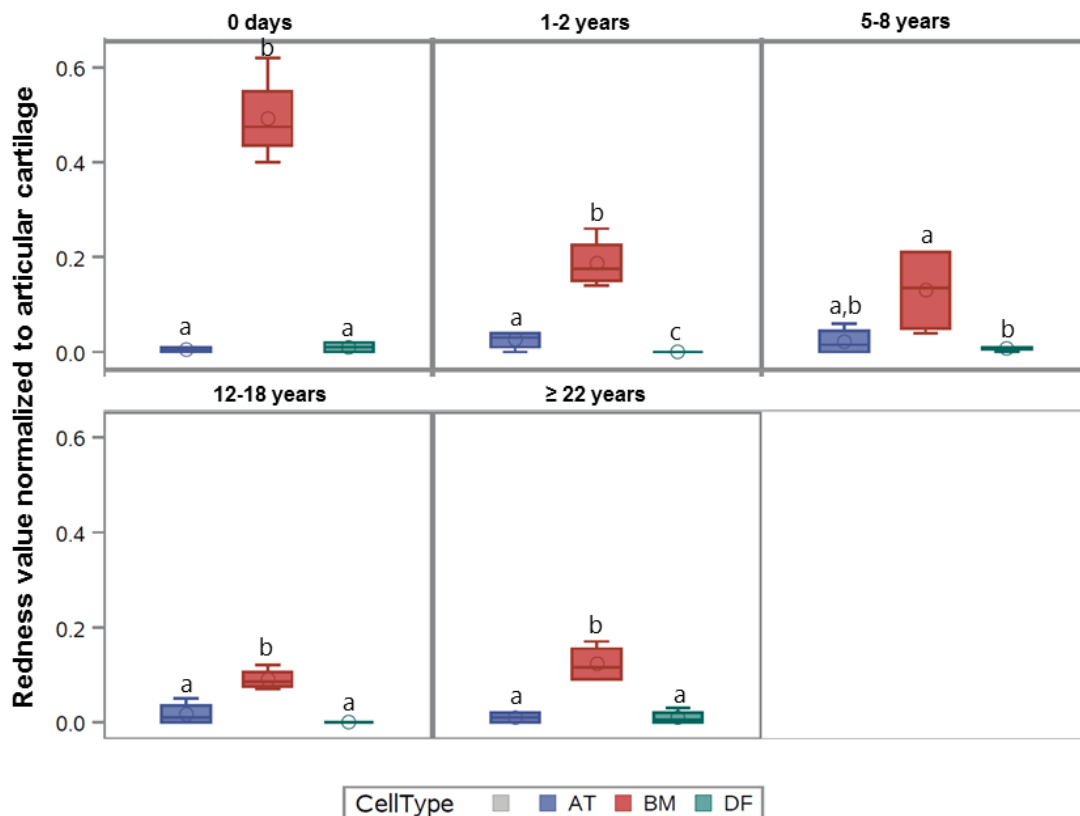 0 days 1-2 years 5-8 years
Redness value normalized to articular cartilage
0.6
0.4
0.2
0.0
b
a
a
b
a
c
a
a,b
b
12-18 years ≥ 22 years
0.6
0.4
0.2
0.0
b
a
a
b
a
a
CellType AT BM DF